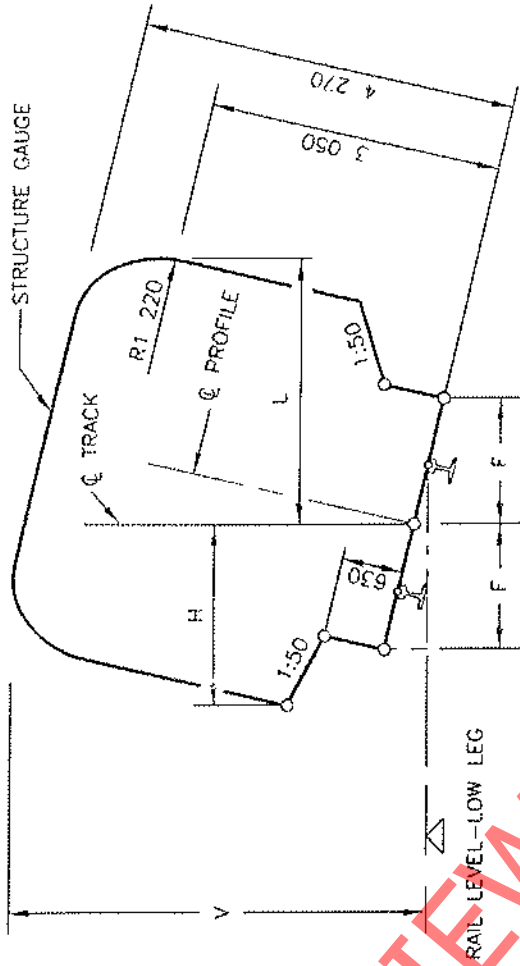 STRUCTURE GAUGE
℄ TRACK
R1 220
℄ PROFILE
4 270
3 050
H
L
1:50
1:50
630
V
F
F
RAIL LEVEL-LOW LEG